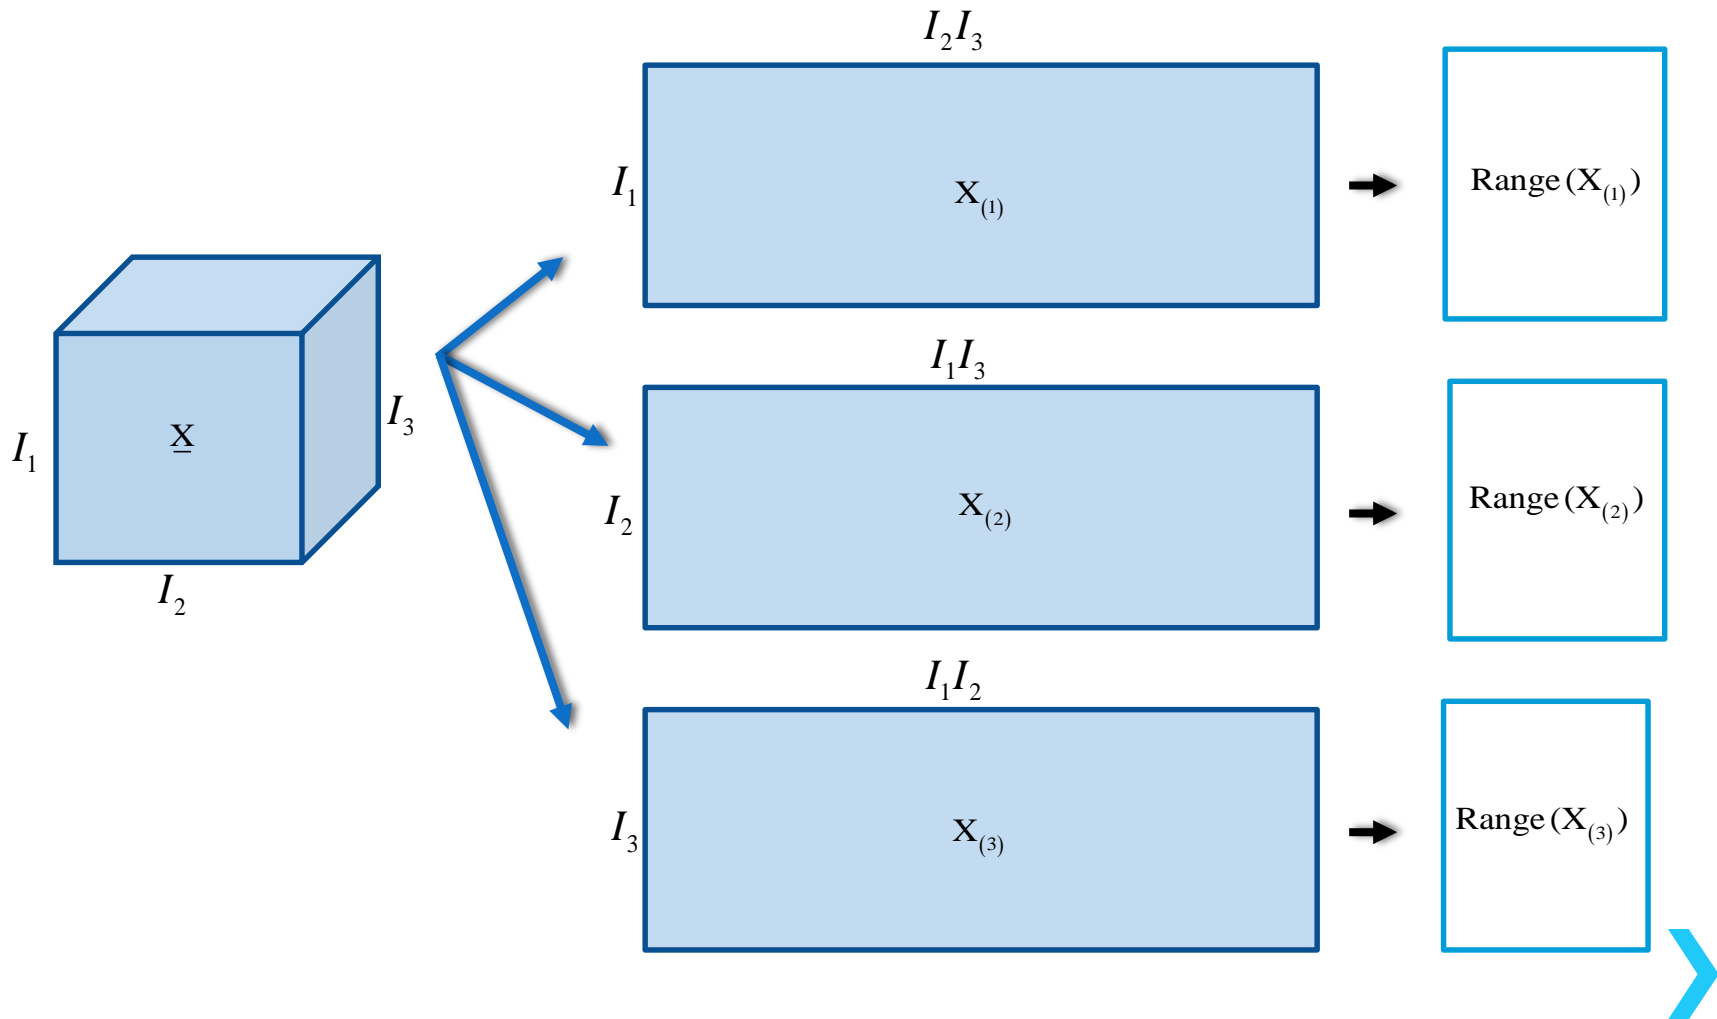 I₂I₃
I₁
X₍₁₎
Range(X₍₁₎)
X̲
I₁
I₂
I₃
I₁I₃
I₂
X₍₂₎
Range(X₍₂₎)
I₁I₂
I₃
X₍₃₎
Range(X₍₃₎)